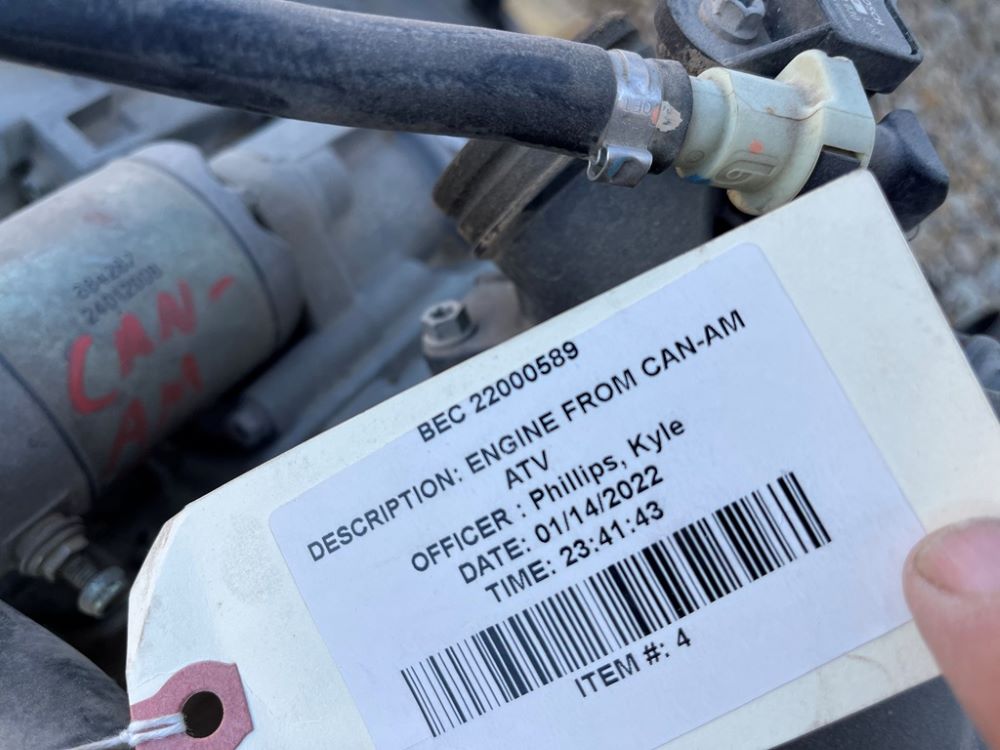 284287
24012008
CAN-
AM
BEC 22000589
DESCRIPTION: ENGINE FROM CAN-AM
ATV
OFFICER : Phillips, Kyle
DATE: 01/14/2022
TIME: 23:41:43
ITEM #: 4